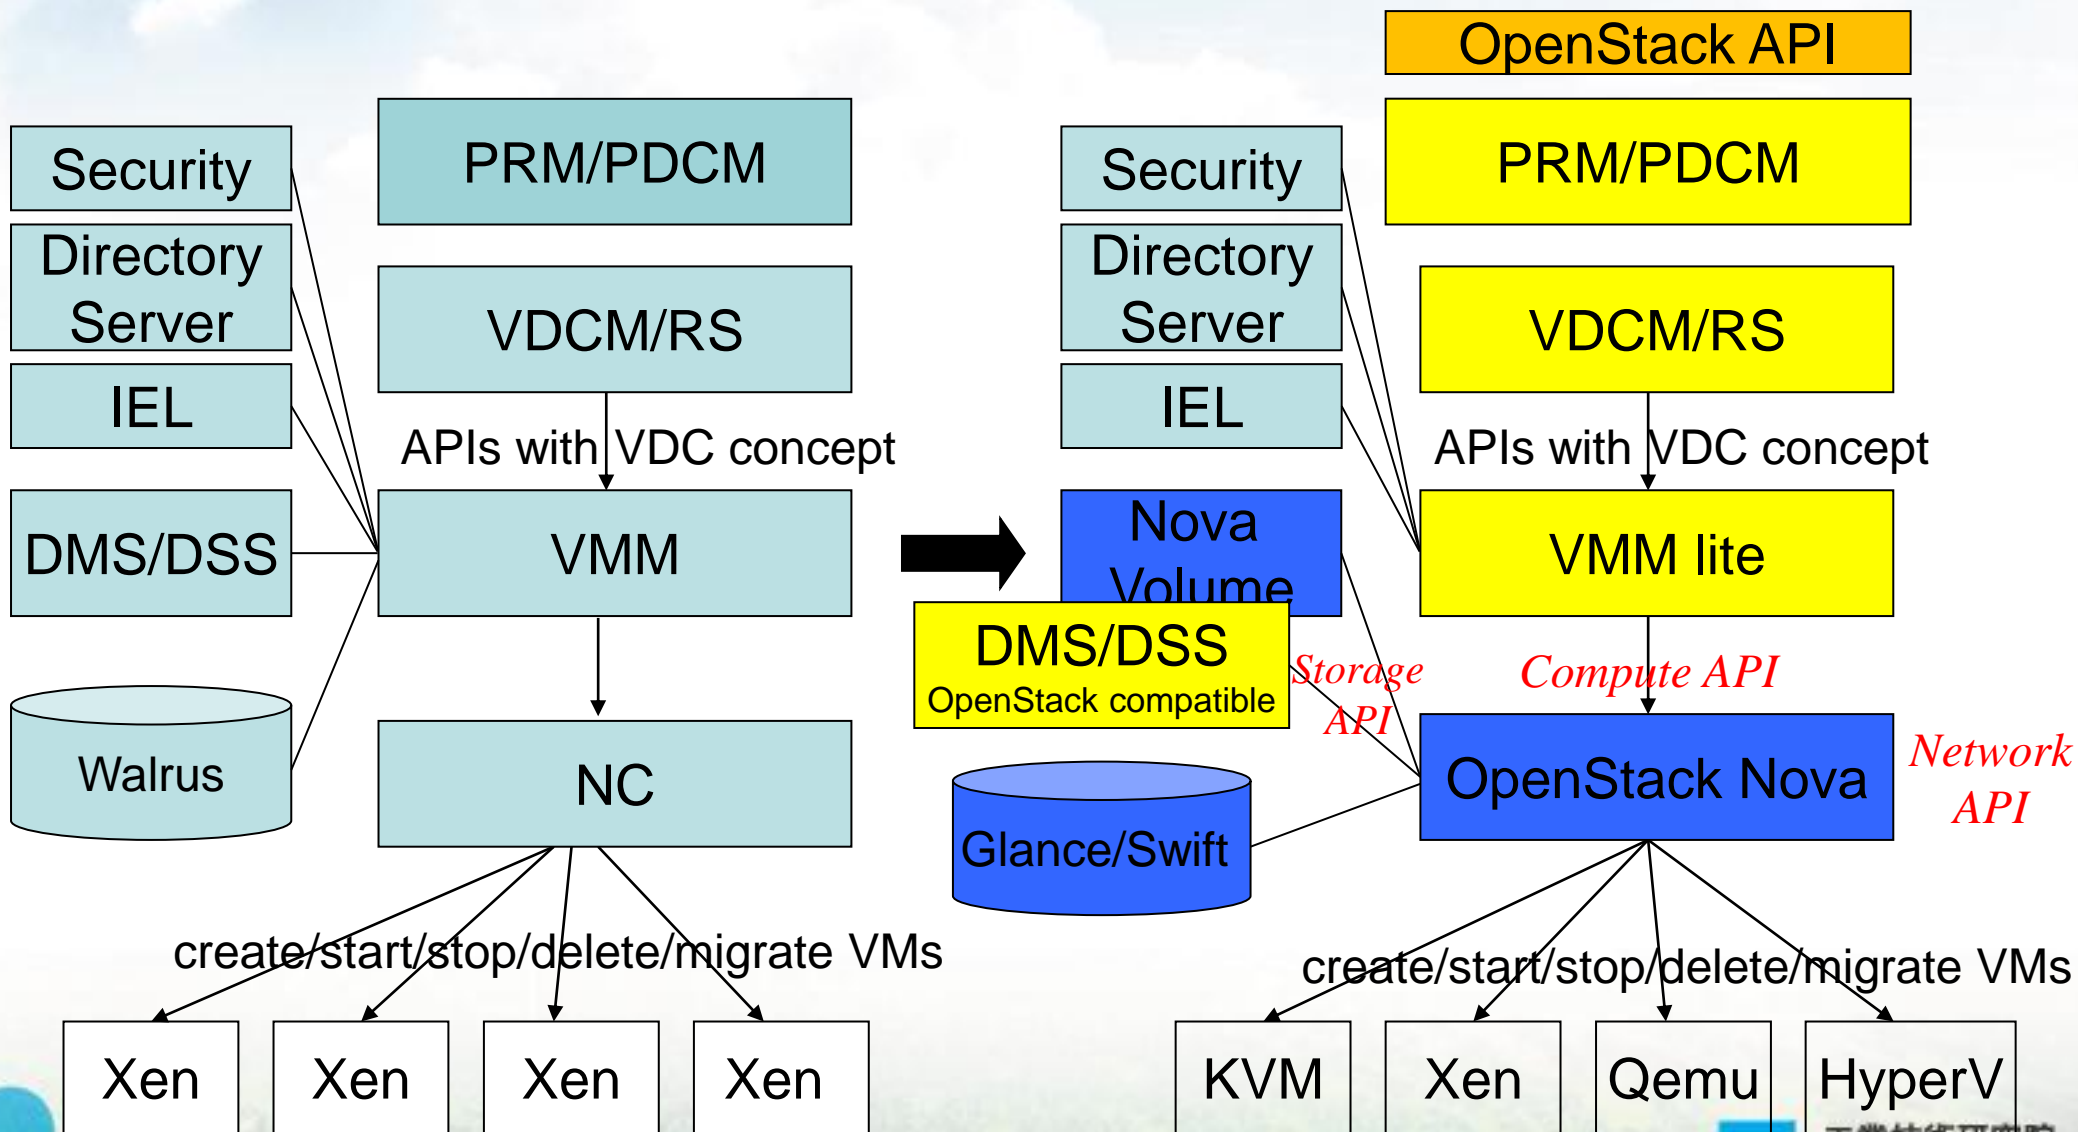 OpenStack API
PRM/PDCM
Security
Directory
Server
IEL
VDCM/RS
APIs with VDC concept
DMS/DSS
VMM
Walrus
NC
create/start/stop/delete/migrate VMs
Xen
Xen
Xen
Xen
PRM/PDCM
Security
Directory
Server
IEL
VDCM/RS
APIs with VDC concept
Nova
Volume
VMM lite
DMS/DSS
OpenStack compatible
Storage
API
Compute API
OpenStack Nova
Network
API
Glance/Swift
create/start/stop/delete/migrate VMs
KVM
Xen
Qemu
HyperV